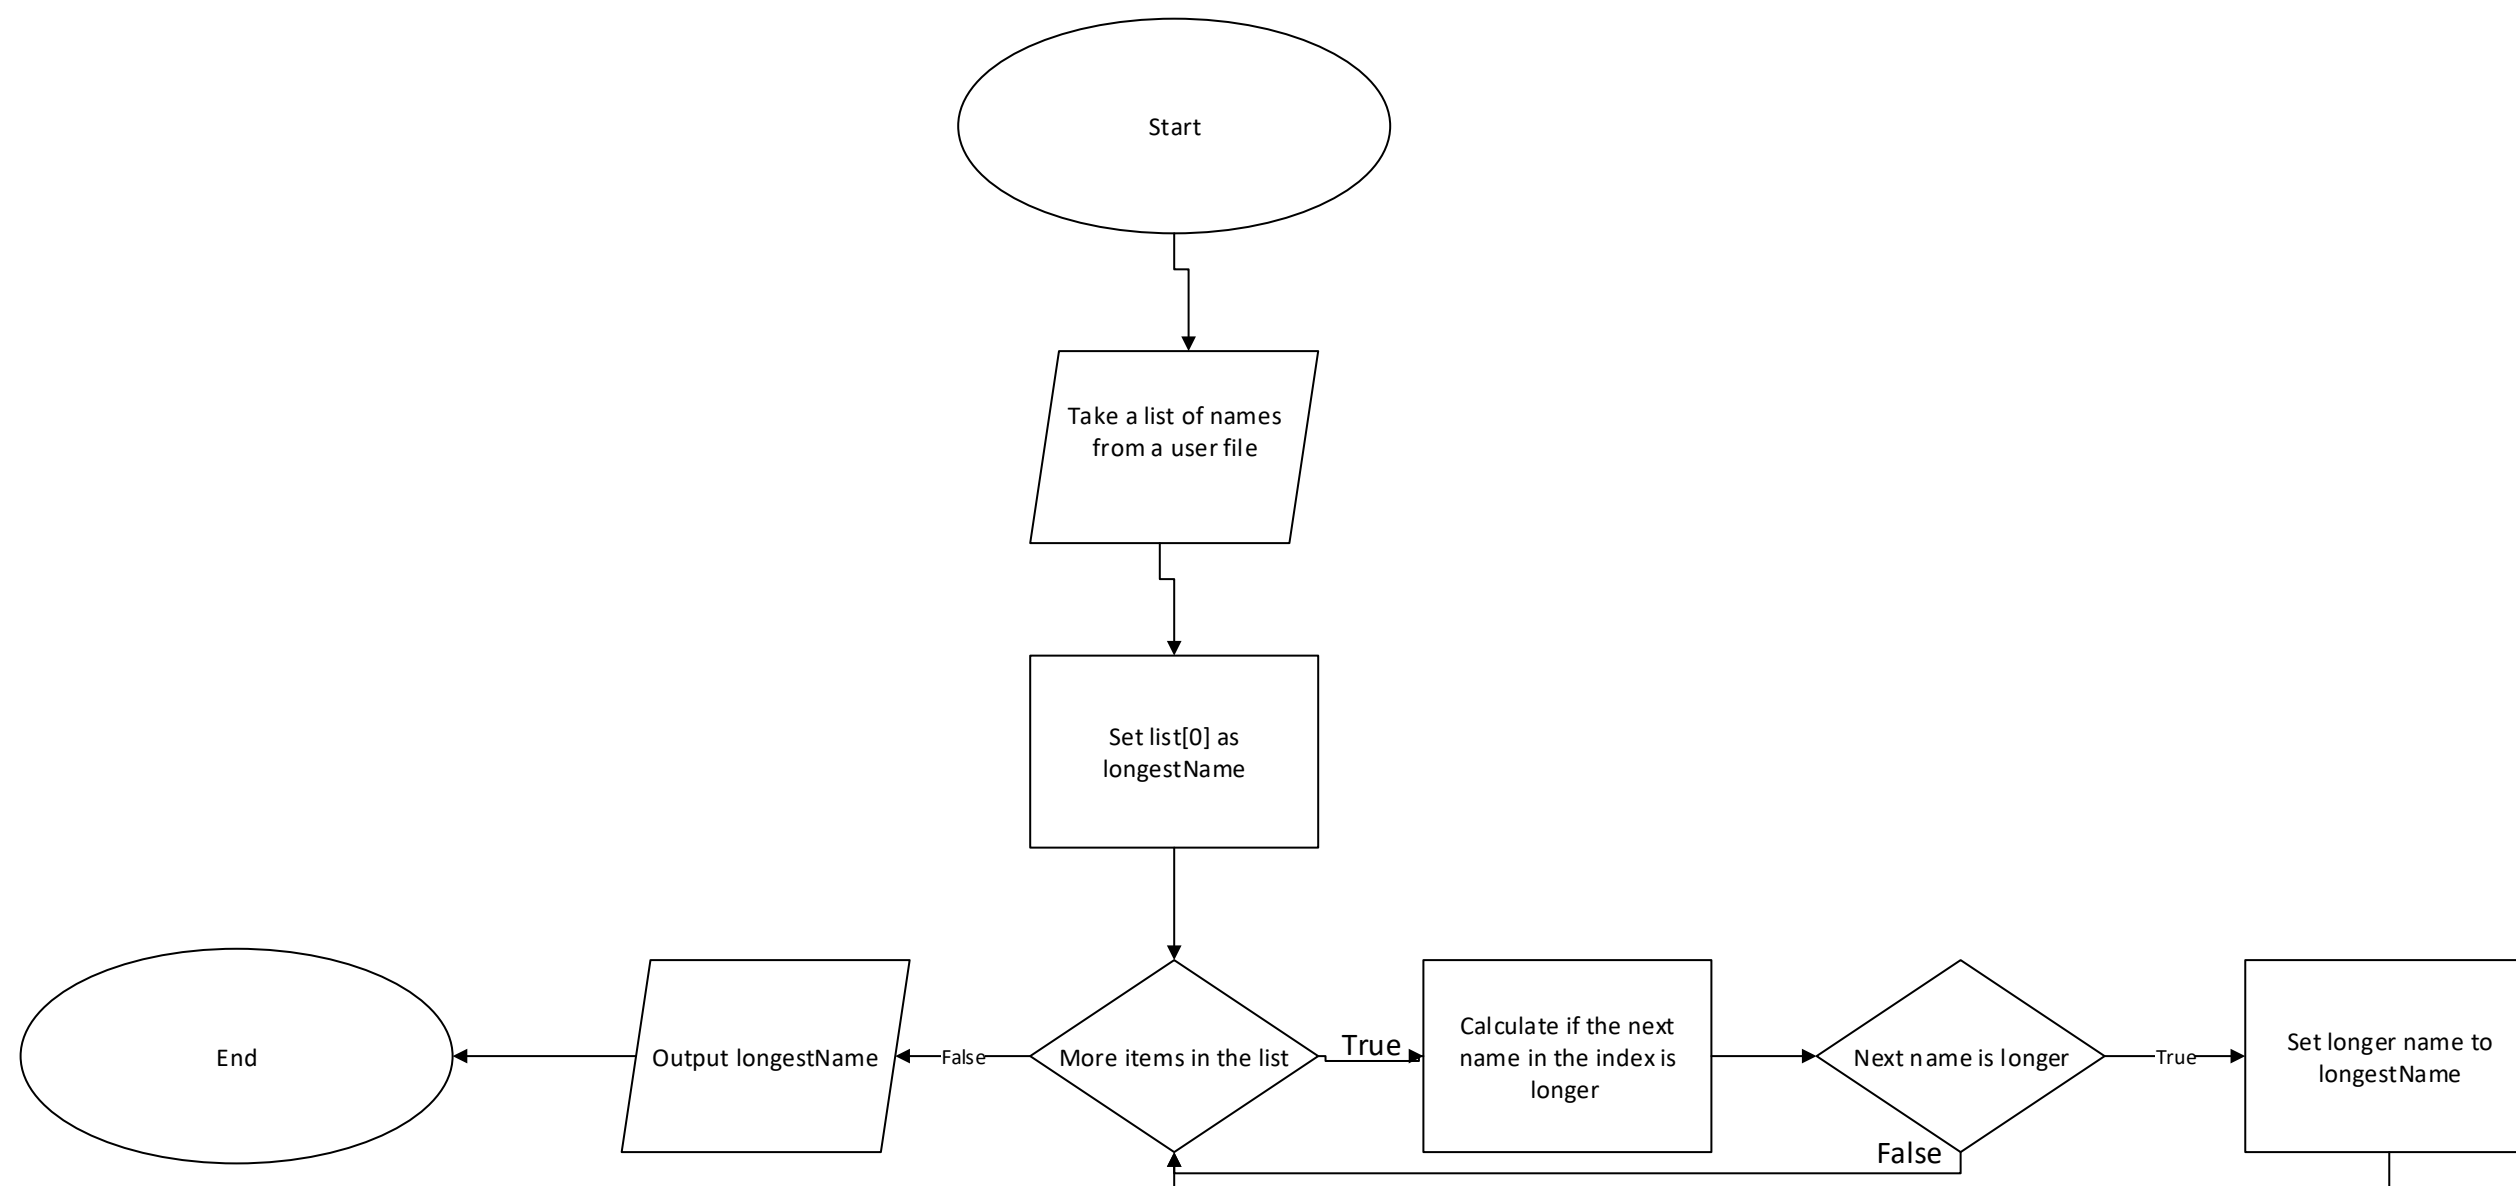 Start
Take a list of names
from a user file
Set list[0] as
longestName
End
Output longestName
False
More items in the list
True
Calculate if the next
name in the index is
longer
Next name is longer
True
Set longer name to
longestName
False